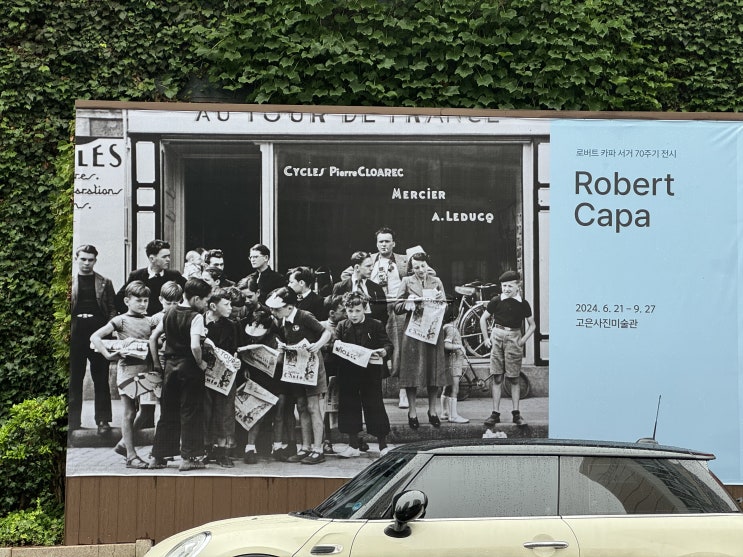 AU TOUR DE FRANCE
LES
CYCLES PIERRE CLOAREC
MERCIER
A. LEDUCQ
로버트 카파 서거 70주기 전시
Robert
Capa
2024. 6. 21 – 9. 27
고은사진미술관